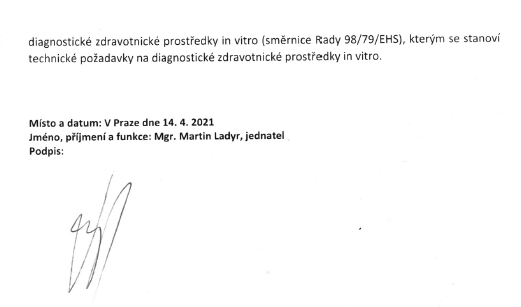 diagnostické zdravotnické prostředky in vitro (směrnice Rady 98/79/EHS), kterým se stanoví
technické požadavky na diagnostické zdravotnické prostředky in vitro.
Místo a datum: V Praze dne 14. 4. 2021
Jméno, příjmení a funkce: Mgr. Martin Ladyr, jednatel
Podpis: